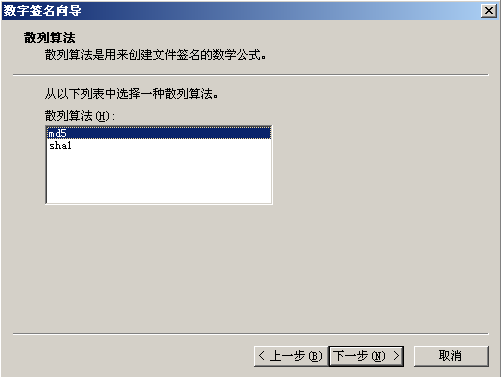 数字签名向导
散列算法
散列算法是用来创建文件签名的数学公式。
从以下列表中选择一种散列算法。
散列算法(H):
md5
sha1
< 上一步(B) 下一步(N) > 取消